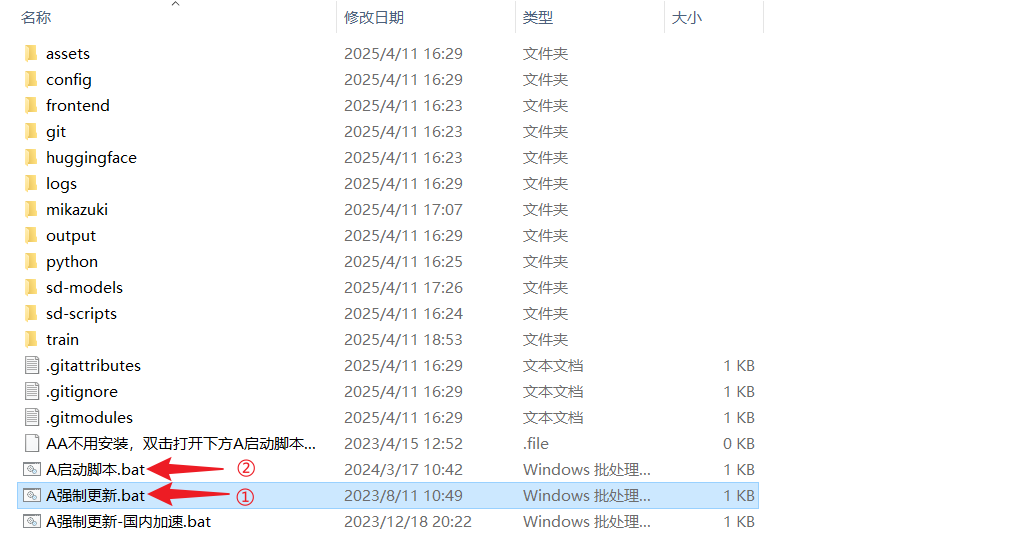 名称 修改日期 类型 大小
assets 2025/4/11 16:29 文件夹
config 2025/4/11 16:29 文件夹
frontend 2025/4/11 16:23 文件夹
git 2025/4/11 16:23 文件夹
huggingface 2025/4/11 16:23 文件夹
logs 2025/4/11 16:29 文件夹
mikazuki 2025/4/11 17:07 文件夹
output 2025/4/11 16:29 文件夹
python 2025/4/11 16:25 文件夹
sd-models 2025/4/11 17:26 文件夹
sd-scripts 2025/4/11 16:24 文件夹
train 2025/4/11 18:53 文件夹
.gitattributes 2025/4/11 16:29 文本文档 1 KB
.gitignore 2025/4/11 16:29 文本文档 1 KB
.gitmodules 2025/4/11 16:29 文本文档 1 KB
AA不用安装，双击打开下方A启动脚本... 2023/4/15 12:52 .file 0 KB
A启动脚本.bat ② 2024/3/17 10:42 Windows 批处理... 1 KB
A强制更新.bat ① 2023/8/11 10:49 Windows 批处理... 1 KB
A强制更新-国内加速.bat 2023/12/18 20:22 Windows 批处理... 1 KB